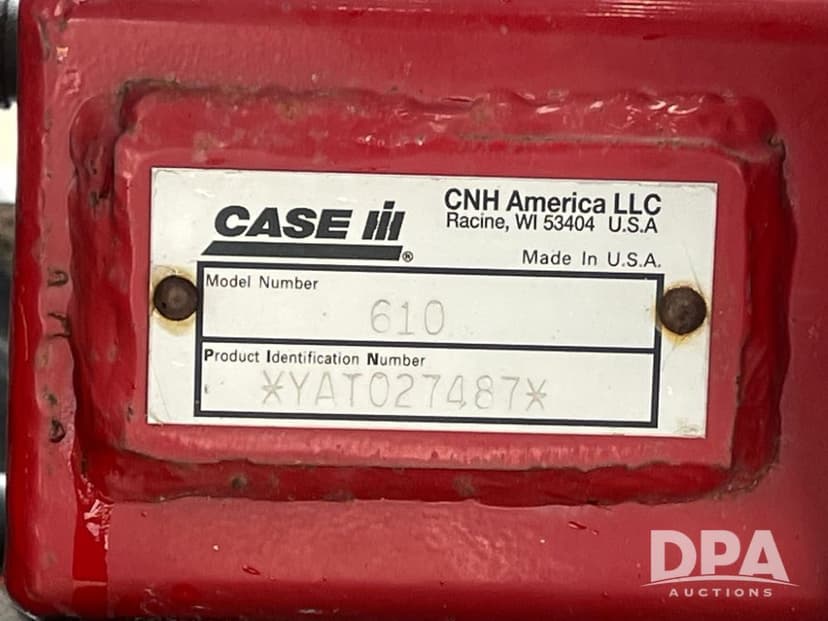 CASE IH®
CNH America LLC
Racine, WI 53404 U.S.A
Made In U.S.A.
Model Number
610
Product Identification Number
*YAT027487*
DPA
AUCTIONS